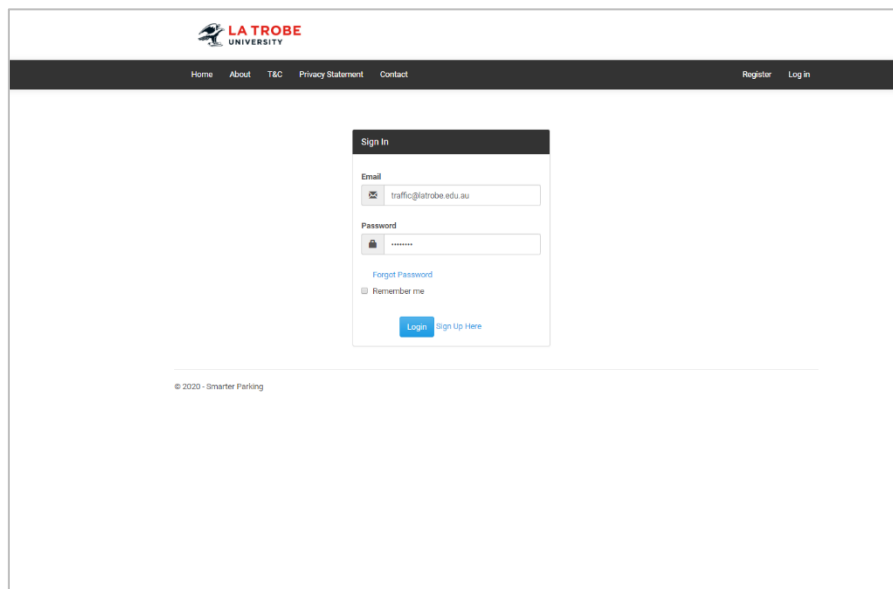 LA TROBE
UNIVERSITY
Home About T&C Privacy Statement Contact Register Log in
Sign In
Email
traffic@latrobe.edu.au
Password
••••••••
Forgot Password
Remember me
Login Sign Up Here
© 2020 - Smarter Parking